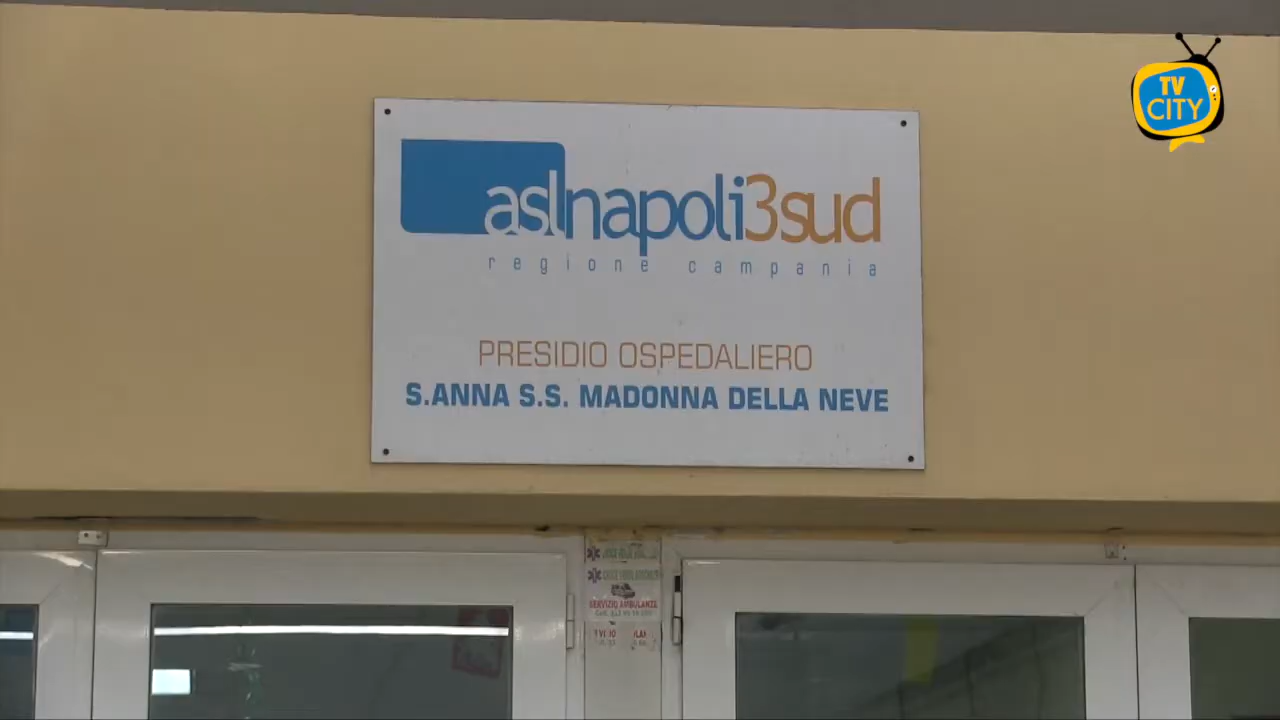 TV
CITY
aslnapoli3sud
regione campania
PRESIDIO OSPEDALIERO
S.ANNA S.S. MADONNA DELLA NEVE
SERVIZIO AMBULANZA